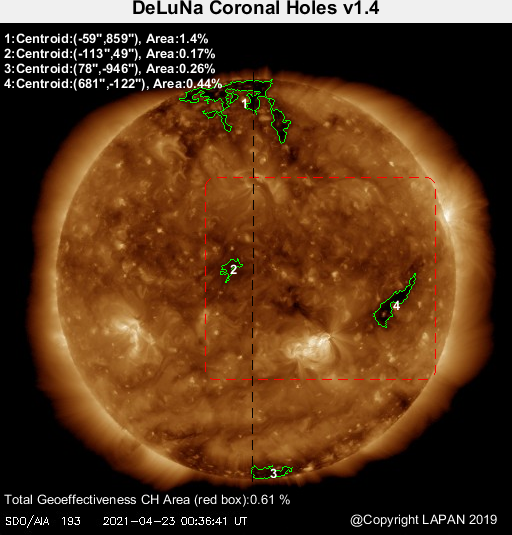 DeLuNa Coronal Holes v1.4
1:Centroid:(-59",859"), Area:1.4%
2:Centroid:(-113",49"), Area:0.17%
3:Centroid:(78",-946"), Area:0.26%
4:Centroid:(681",-122"), Area:0.44%
1
2
4
3
Total Geoeffectiveness CH Area (red box):0.61 %
SDO/AIA 193 2021-04-23 00:36:41 UT
@Copyright LAPAN 2019